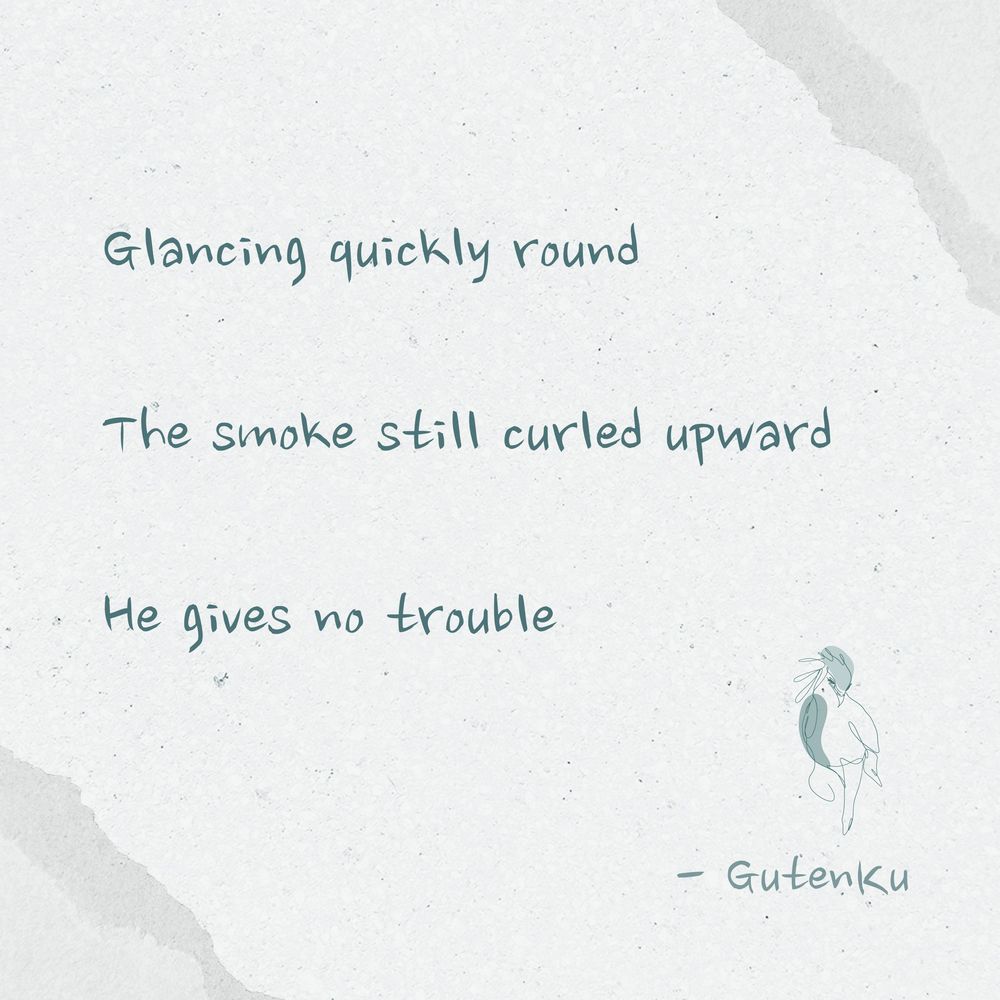 Glancing quickly round
The smoke still curled upward
He gives no trouble
- GutenKu